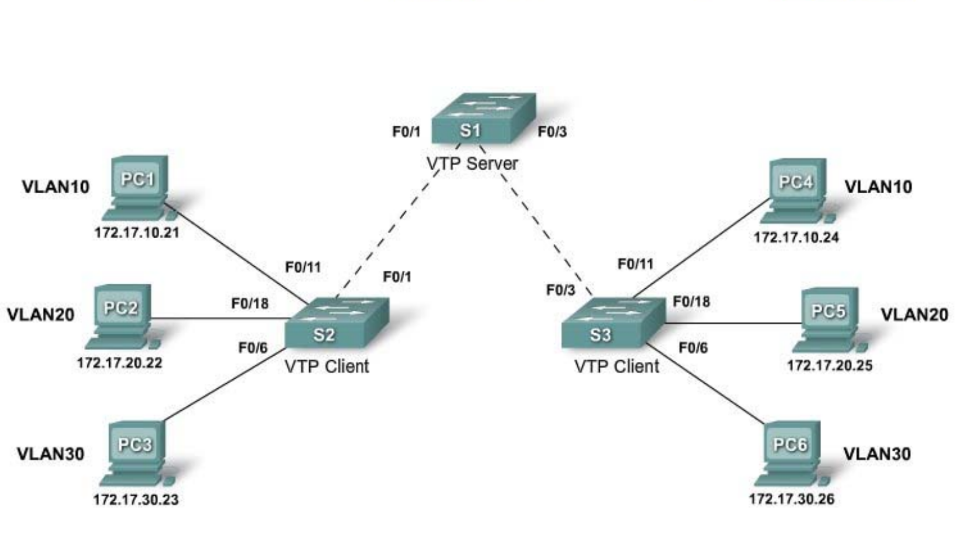 F0/1
S1
F0/3
VTP Server
VLAN10
PC1
172.17.10.21
PC4
VLAN10
172.17.10.24
F0/11
F0/1
F0/11
VLAN20
PC2
172.17.20.22
F0/18
F0/3
F0/18
PC5
VLAN20
172.17.20.25
F0/6
S2
VTP Client
S3
VTP Client
F0/6
VLAN30
PC3
172.17.30.23
PC6
VLAN30
172.17.30.26